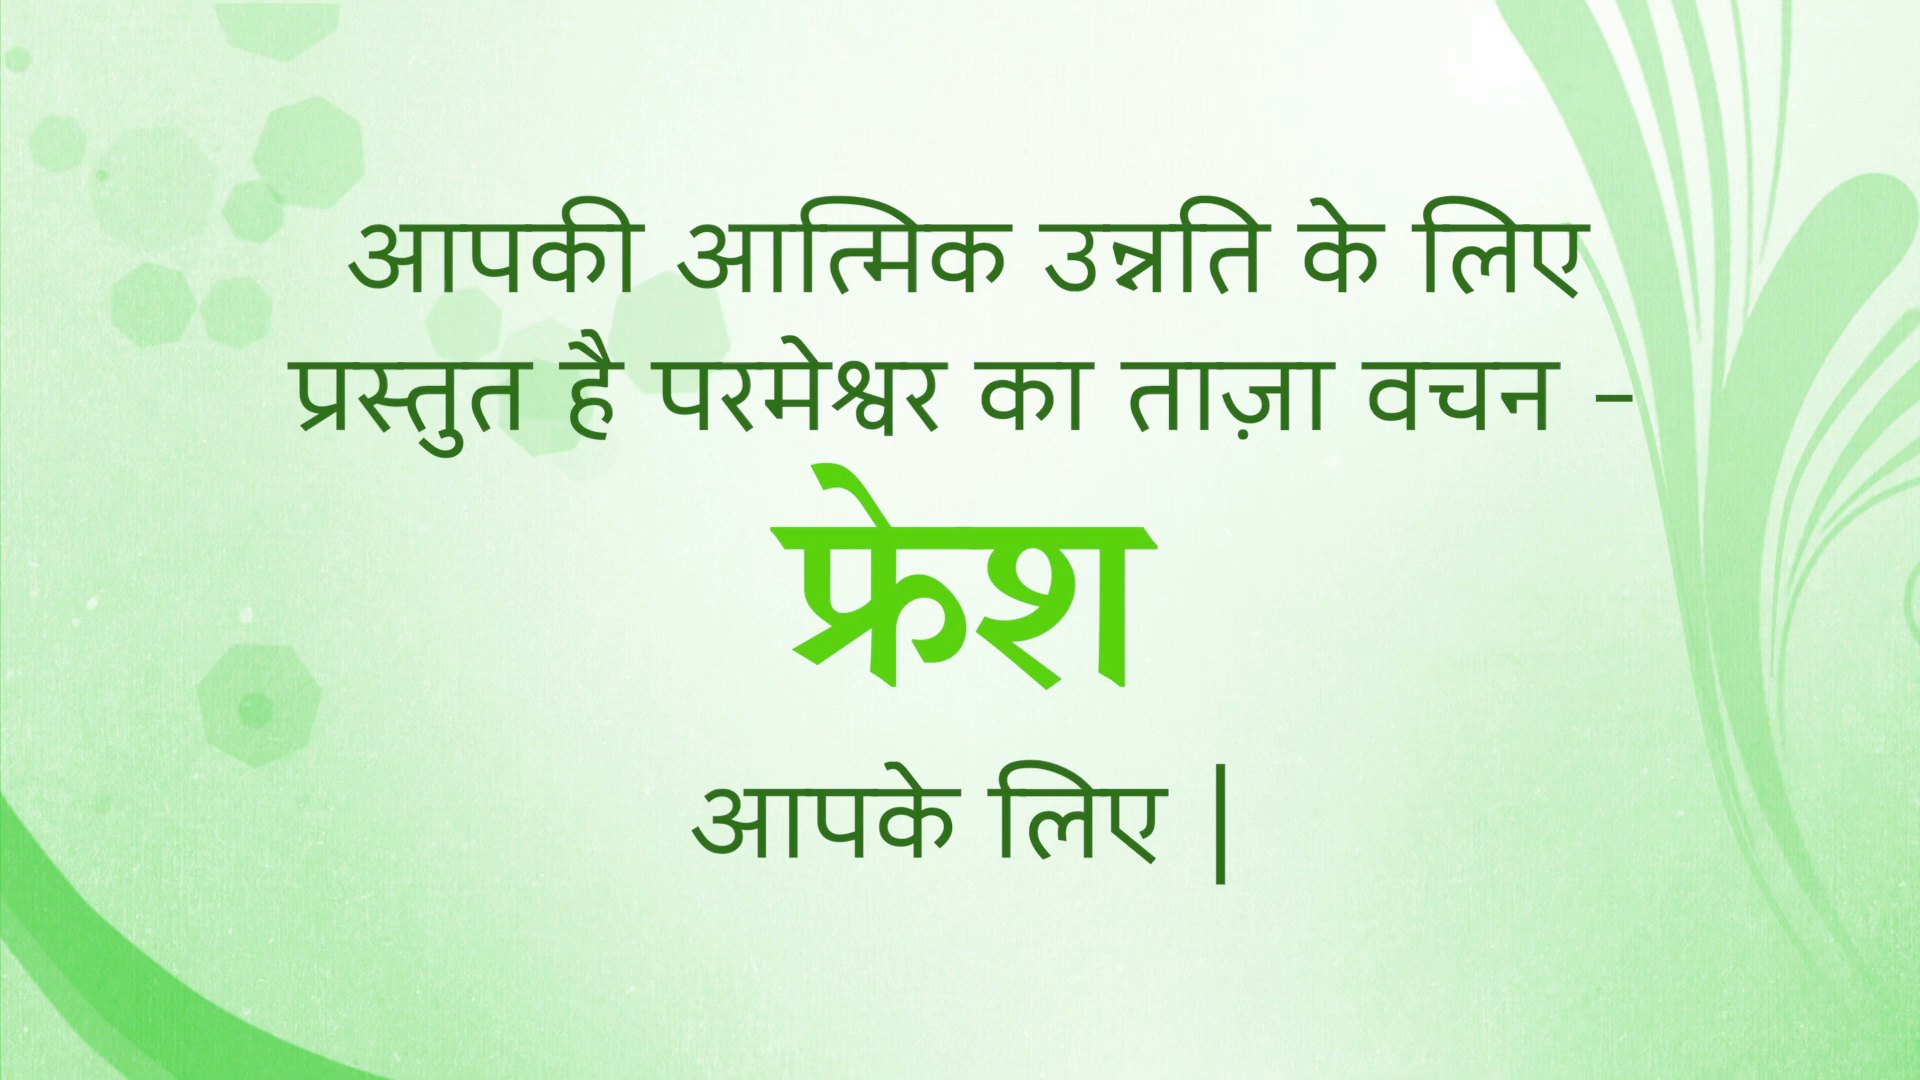 आपकी आत्मिक उन्नति के लिए
प्रस्तुत है परमेश्वर का ताज़ा वचन –
फ्रेश
आपके लिए |